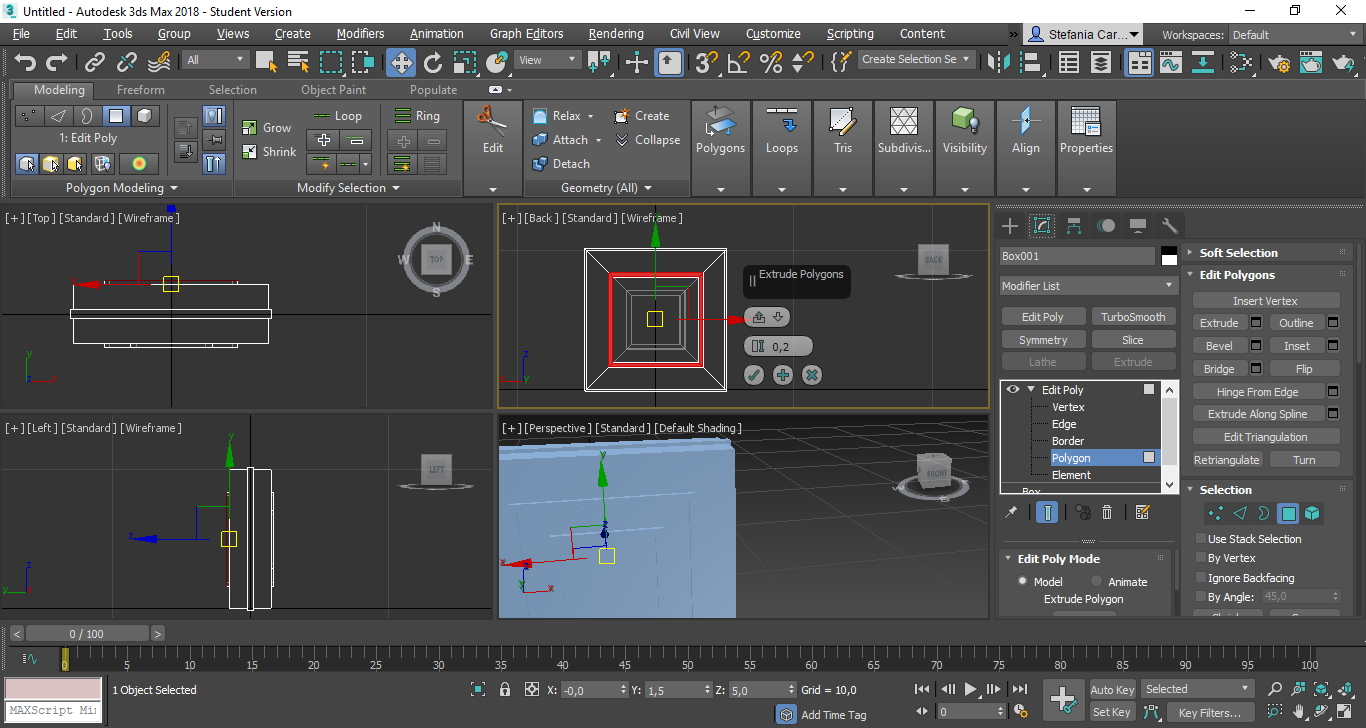 Untitled - Autodesk 3ds Max 2018 - Student Version
File Edit Tools Group Views Create Modifiers Animation Graph Editors Rendering Civil View Customize Scripting Content » Stefania Car... Workspaces: Default
All View Create Selection Se
Modeling Freeform Selection Object Paint Populate
1: Edit Poly
Polygon Modeling
Grow
Shrink
Loop
Ring
Modify Selection
Edit
Relax Create
Attach Collapse
Detach
Geometry (All)
Polygons Loops Tris Subdivis... Visibility Align Properties
[+] [Top] [Standard] [Wireframe]
N
W TOP E
S
[+] [Back] [Standard] [Wireframe]
BACK
Extrude Polygons
0,2
[+] [Left] [Standard] [Wireframe]
LEFT
[+] [Perspective] [Standard] [Default Shading]
FRONT
Box001
Modifier List
Edit Poly TurboSmooth
Symmetry Slice
Lathe Extrude
Edit Poly
Vertex
Edge
Border
Polygon
Element
Box
Edit Poly Mode
Model Animate
Extrude Polygon
Soft Selection
Edit Polygons
Insert Vertex
Extrude Outline
Bevel Inset
Bridge Flip
Hinge From Edge
Extrude Along Spline
Edit Triangulation
Retriangulate Turn
Selection
Use Stack Selection
By Vertex
Ignore Backfacing
By Angle: 45,0
< 0 / 100 >
0 5 10 15 20 25 30 35 40 45 50 55 60 65 70 75 80 85 90 95 100
1 Object Selected
MAXScript Mi
X: -0,0 Y: 1,5 Z: 5,0 Grid = 10,0
Add Time Tag
0
Auto Key Selected
Set Key Key Filters...